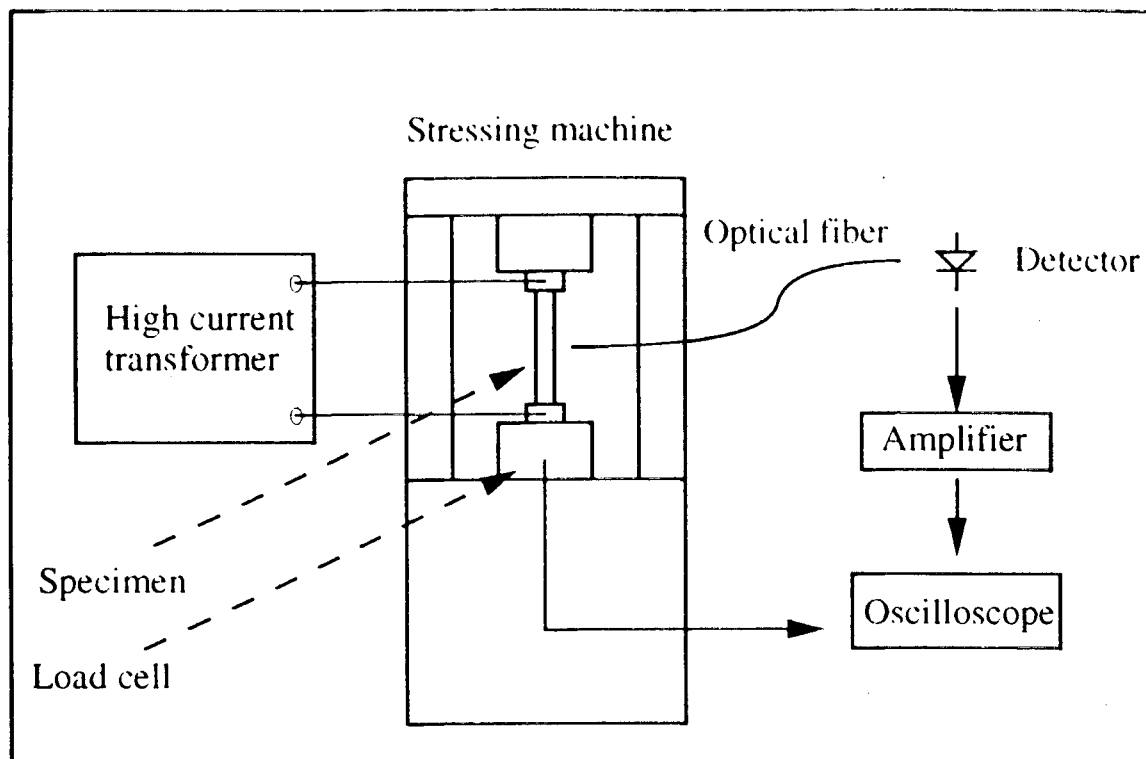 Stressing machine
Optical fiber
Detector
High current
transformer
Amplifier
Specimen
Oscilloscope
Load cell